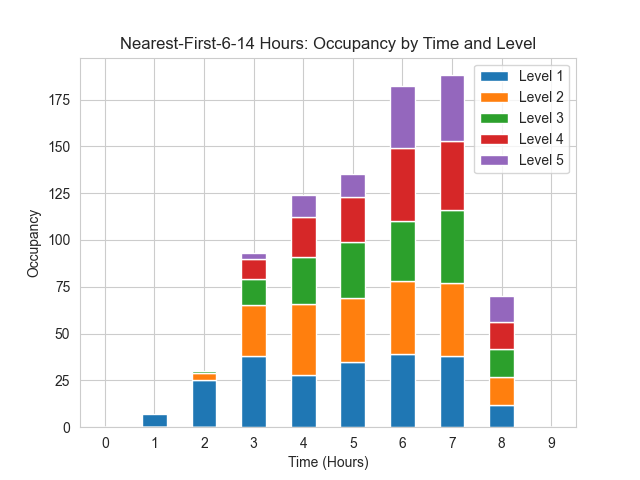 Nearest-First-6-14 Hours: Occupancy by Time and Level
Level 1
Level 2
Level 3
Level 4
Level 5
175
150
125
100
75
50
25
0
Occupancy
0 1 2 3 4 5 6 7 8 9
Time (Hours)